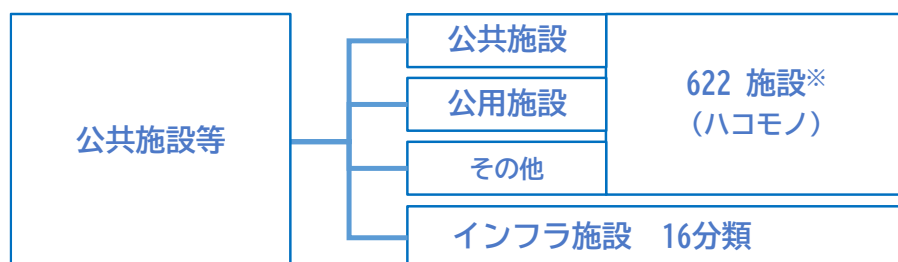 公共施設等
公共施設
公用施設
その他
622 施設※
(ハコモノ)
インフラ施設 16分類